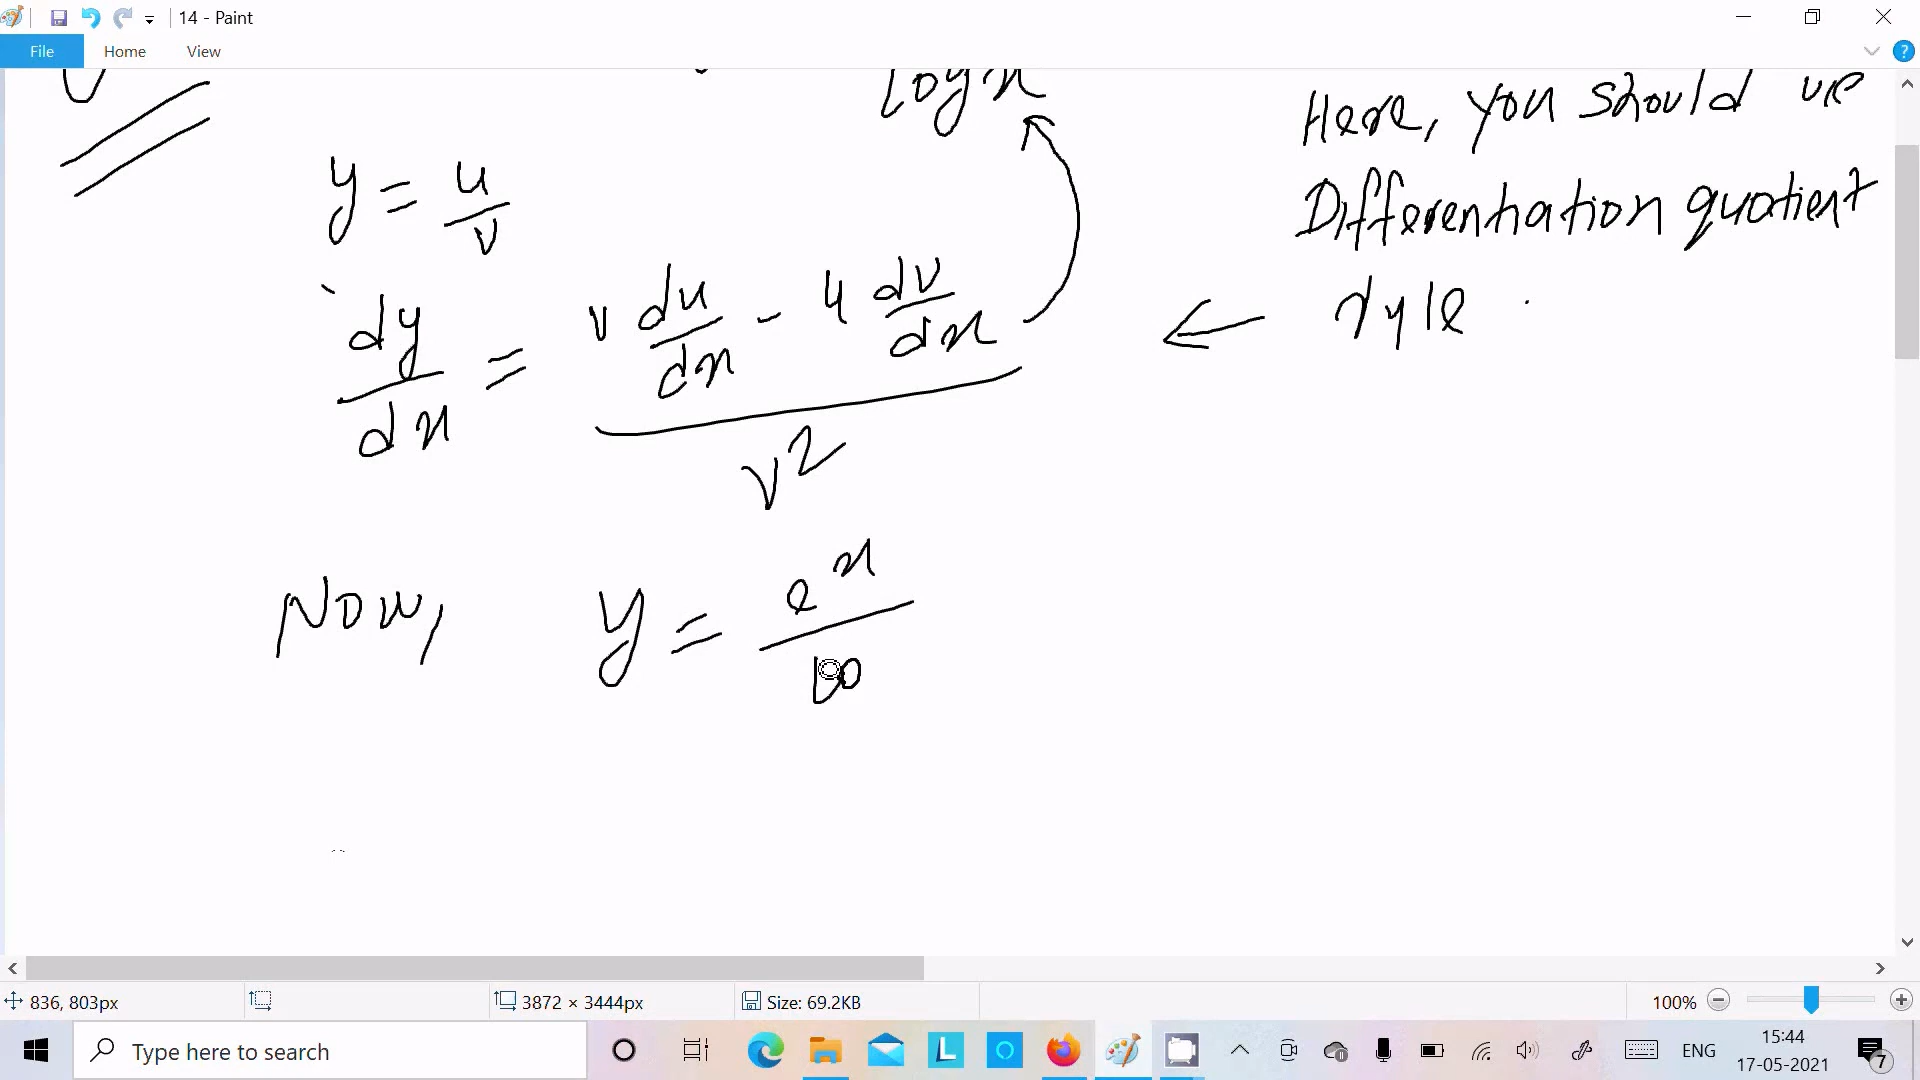 14 - Paint
File Home View
log x
Here, you should use
y = u/v
Differentiation quotient
dy/dx = (v du/dx - u dv/dx) / v²
←
Now, y = e^x / lo
100%
836, 803px
3872 × 3444px
Size: 69.2KB
Type here to search
ENG
15:44
17-05-2021
7